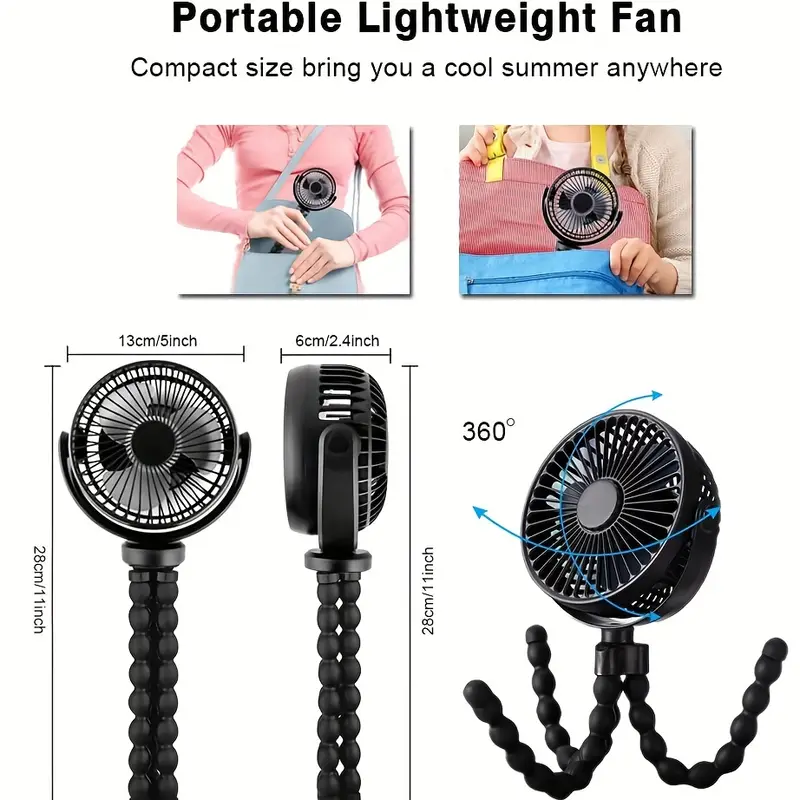 Portable Lightweight Fan
Compact size bring you a cool summer anywhere
13cm/5inch
6cm/2.4inch
360°
28cm/11inch
28cm/11inch